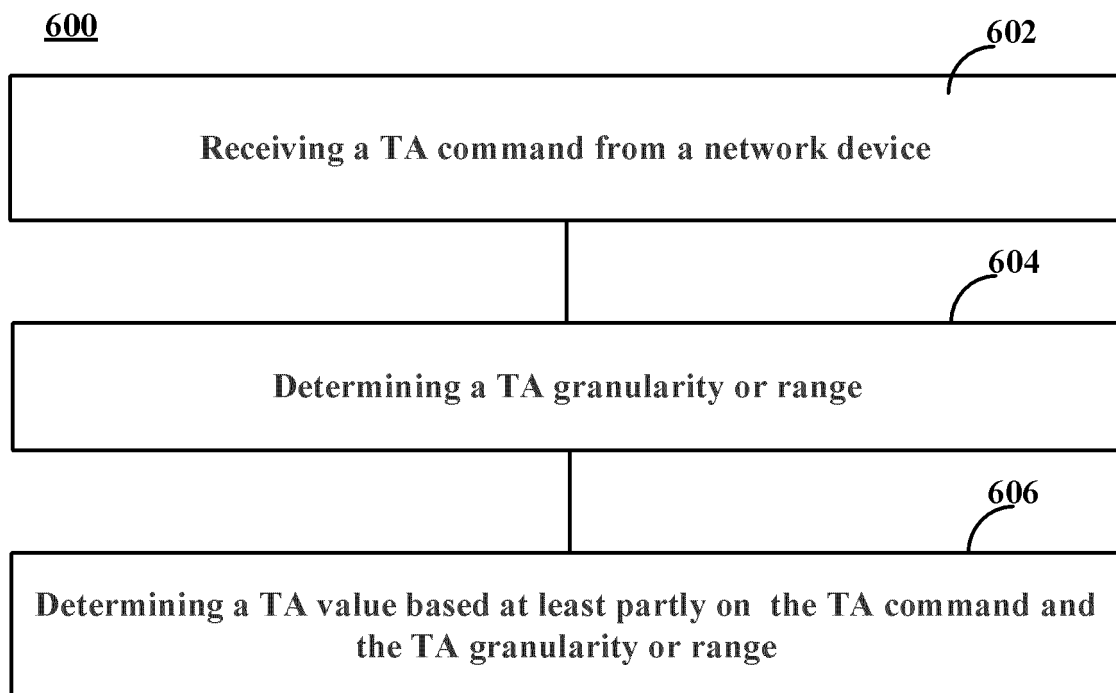 600
602
Receiving a TA command from a network device
604
Determining a TA granularity or range
606
Determining a TA value based at least partly on the TA command and
the TA granularity or range